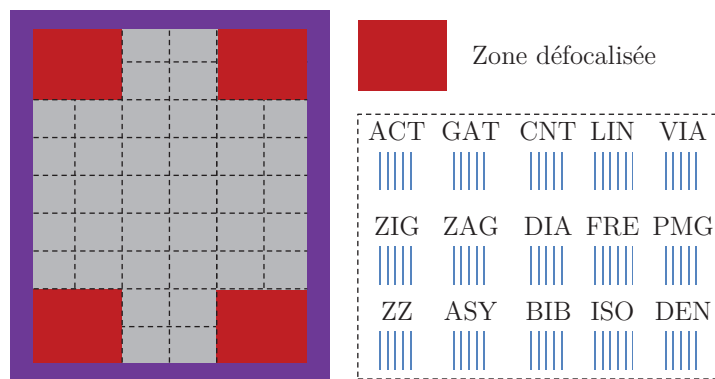 Zone défocalisée
ACT GAT CNT LIN VIA
ZIG ZAG DIA FRE PMG
ZZ ASY BIB ISO DEN